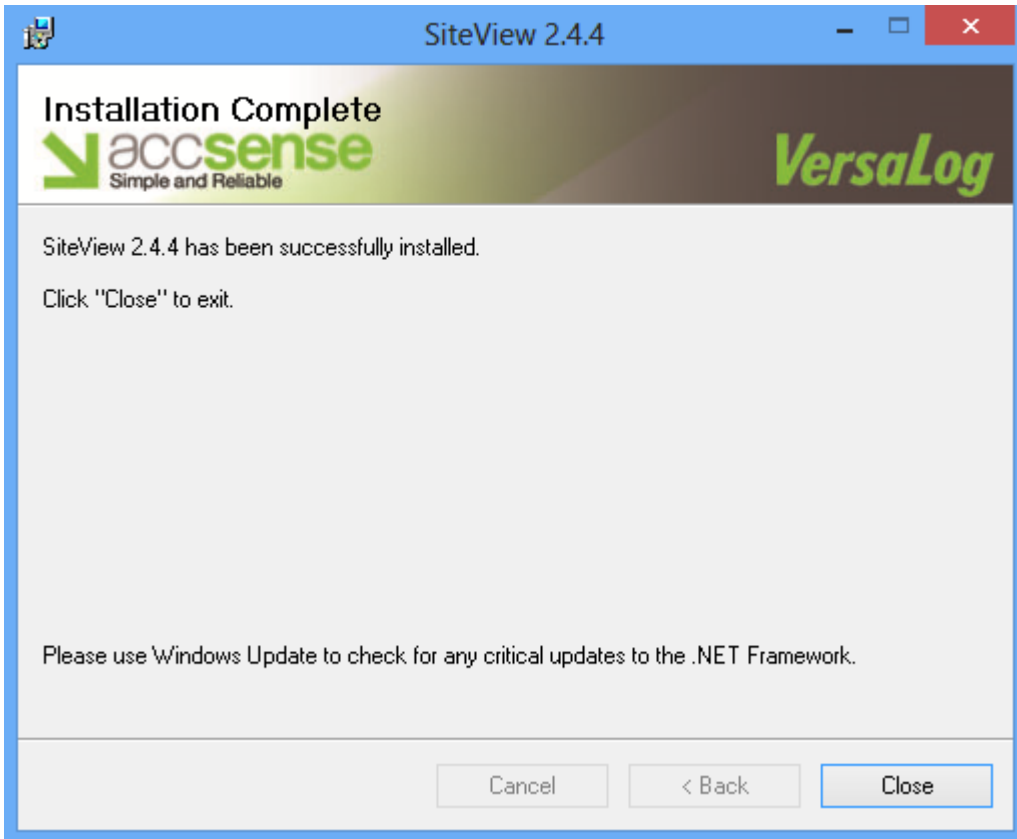 SiteView 2.4.4
Installation Complete
accsense
Simple and Reliable
VersaLog
SiteView 2.4.4 has been successfully installed.
Click "Close" to exit.
Please use Windows Update to check for any critical updates to the .NET Framework.
Cancel
< Back
Close